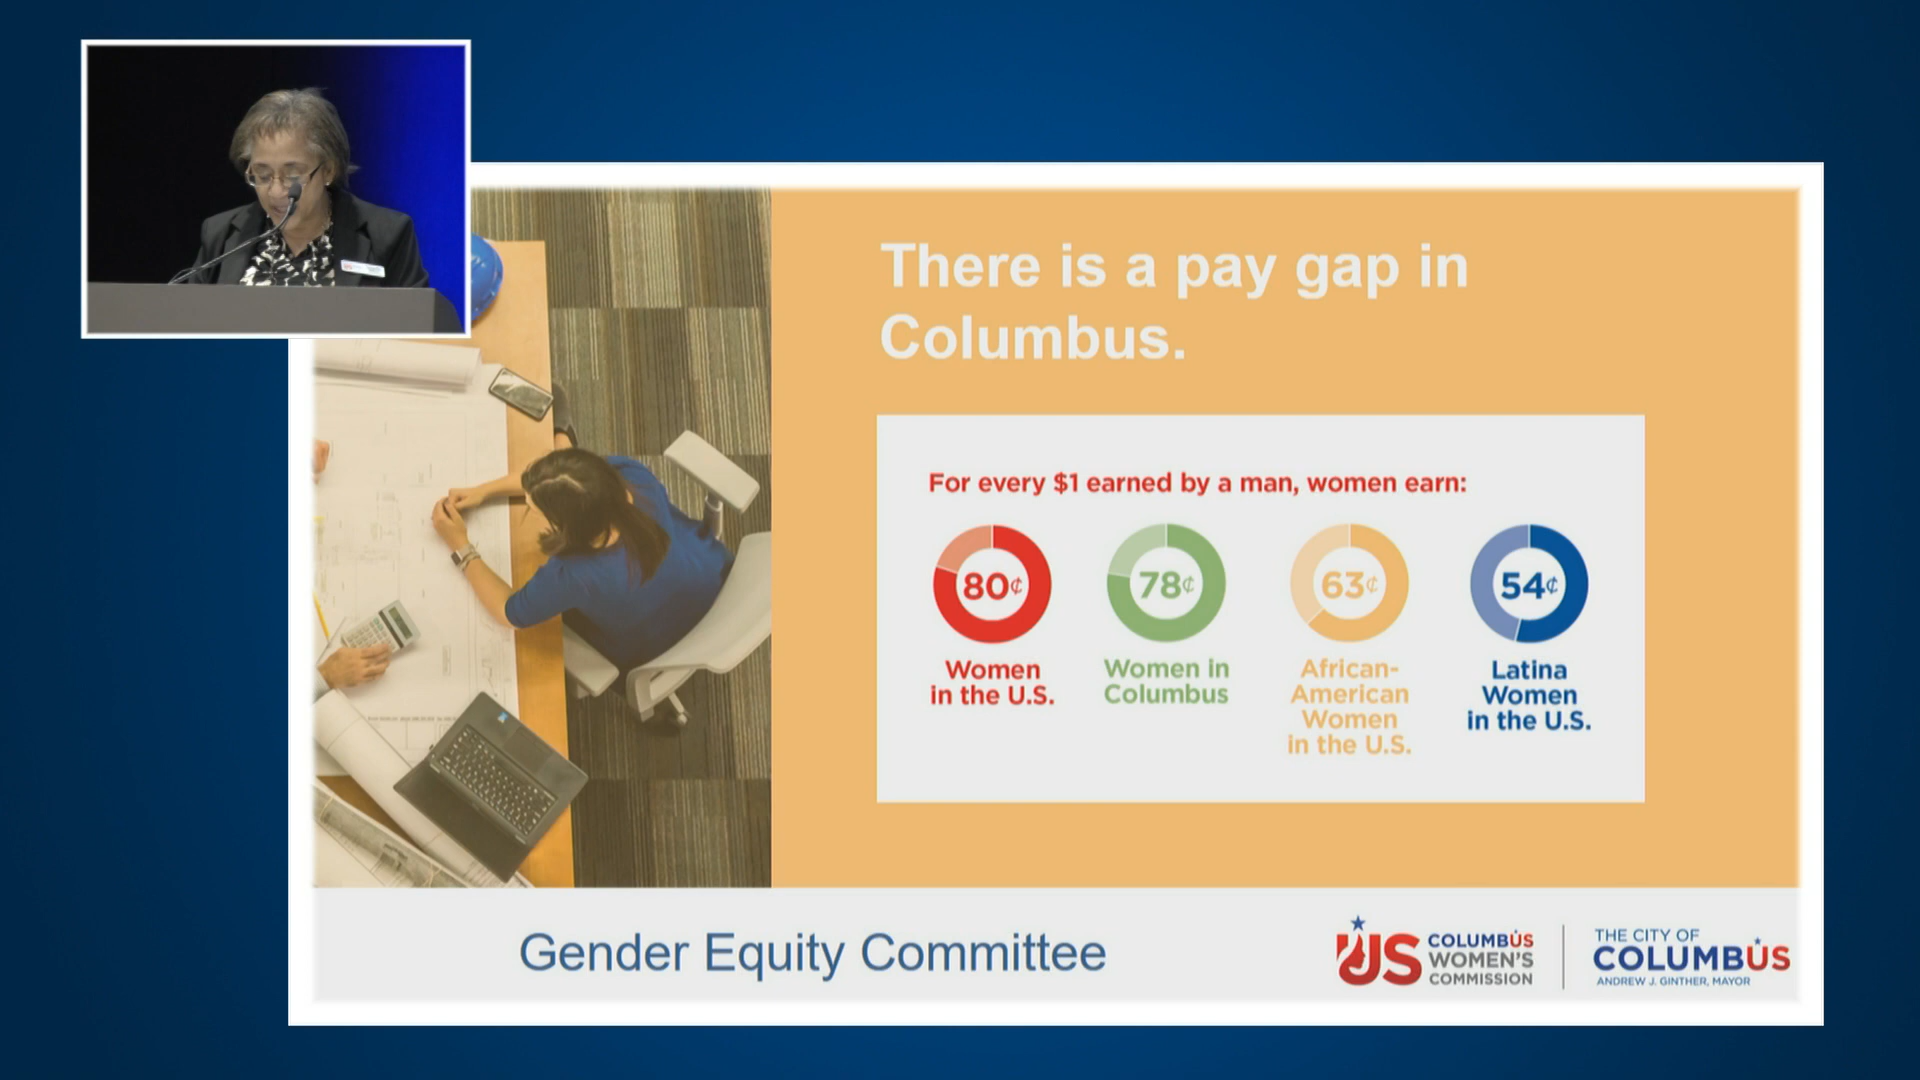 There is a pay gap in
Columbus.
For every $1 earned by a man, women earn:
80¢
Women
in the U.S.
78¢
Women in
Columbus
63¢
African-
American
Women
in the U.S.
54¢
Latina
Women
in the U.S.
Gender Equity Committee
US
COLUMBUS
WOMEN'S
COMMISSION
THE CITY OF
COLUMBUS
ANDREW J. GINTHER, MAYOR